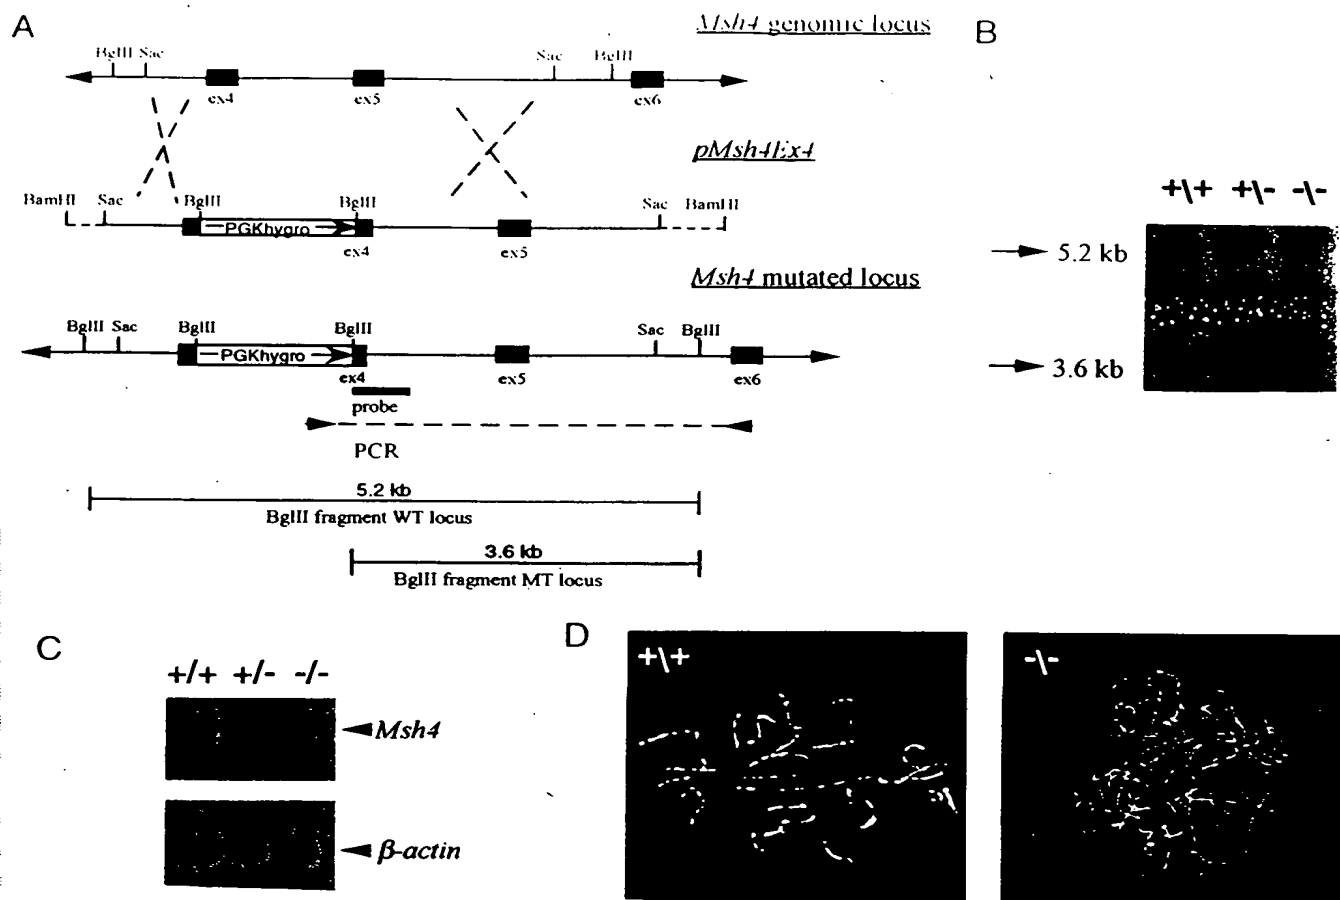 A
Msh4 genomic locus
BglII Sac
Sac BglII
ex4 ex5 ex6
pMsh4Ex4
BamHI Sac BglII BglII Sac BamHI
PGKhygro
ex4 ex5
Msh4 mutated locus
BglII Sac BglII BglII Sac BglII
PGKhygro
ex4 ex5 ex6
probe
PCR
5.2 kb
BglII fragment WT locus
3.6 kb
BglII fragment MT locus
B
+\+ +\- -\-
5.2 kb
3.6 kb
C
+/+ +/- -/-
Msh4
β-actin
D
+\+
-\-